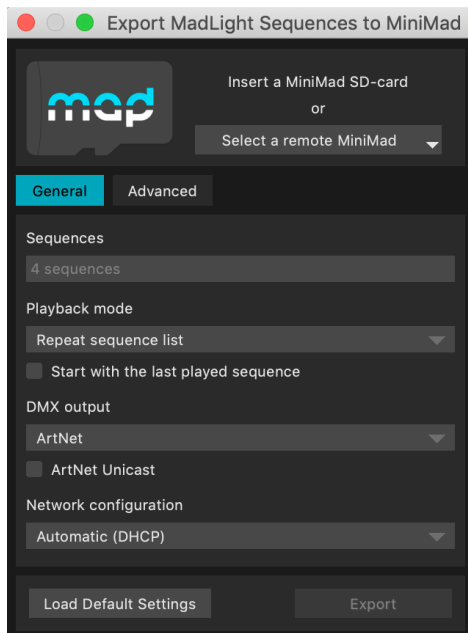 Export MadLight Sequences to MiniMad
map
Insert a MiniMad SD-card
or
Select a remote MiniMad
General
Advanced
Sequences
4 sequences
Playback mode
Repeat sequence list
Start with the last played sequence
DMX output
ArtNet
ArtNet Unicast
Network configuration
Automatic (DHCP)
Load Default Settings
Export